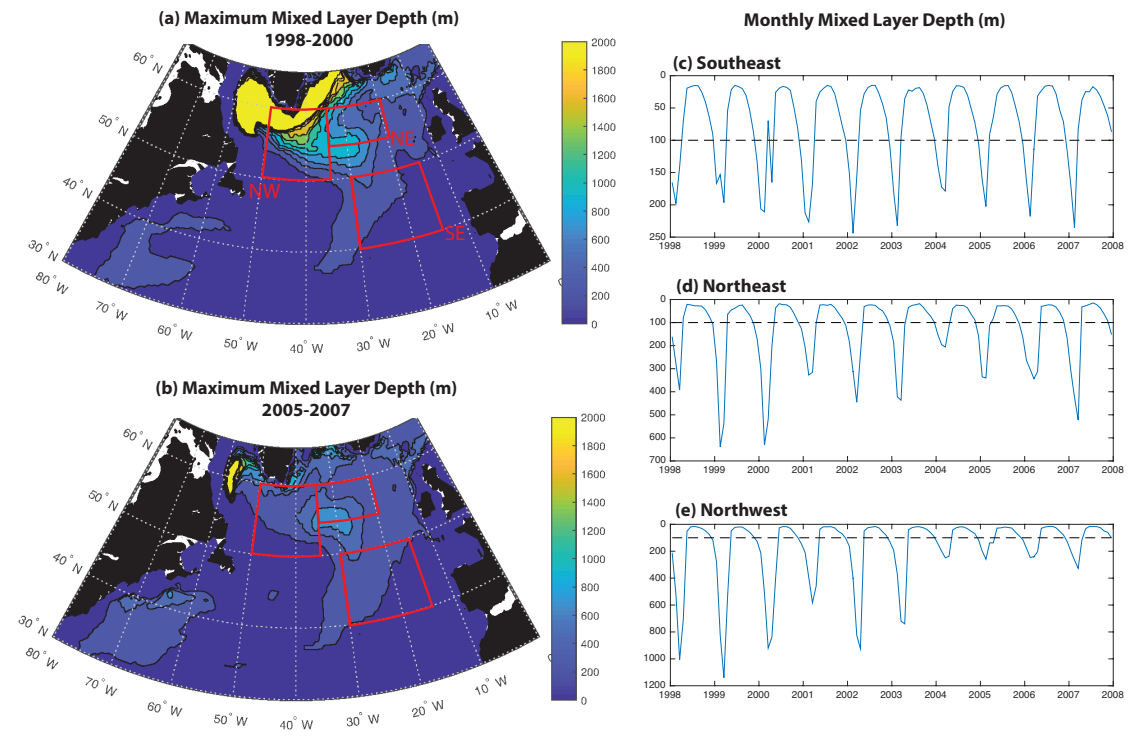 (a) Maximum Mixed Layer Depth (m)
1998-2000
60° N
50° N
40° N
30° N
80° W
70° W
60° W
50° W
40° W
30° W
20° W
10° W
NW
NE
SE
2000
1800
1600
1400
1200
1000
800
600
400
200
0
(b) Maximum Mixed Layer Depth (m)
2005-2007
60° N
50° N
40° N
30° N
80° W
70° W
60° W
50° W
40° W
30° W
20° W
10° W
2000
1800
1600
1400
1200
1000
800
600
400
200
0
Monthly Mixed Layer Depth (m)
(c) Southeast
0
50
100
150
200
250
1998 1999 2000 2001 2002 2003 2004 2005 2006 2007 2008
(d) Northeast
0
100
200
300
400
500
600
700
1998 1999 2000 2001 2002 2003 2004 2005 2006 2007 2008
(e) Northwest
0
200
400
600
800
1000
1200
1998 1999 2000 2001 2002 2003 2004 2005 2006 2007 2008